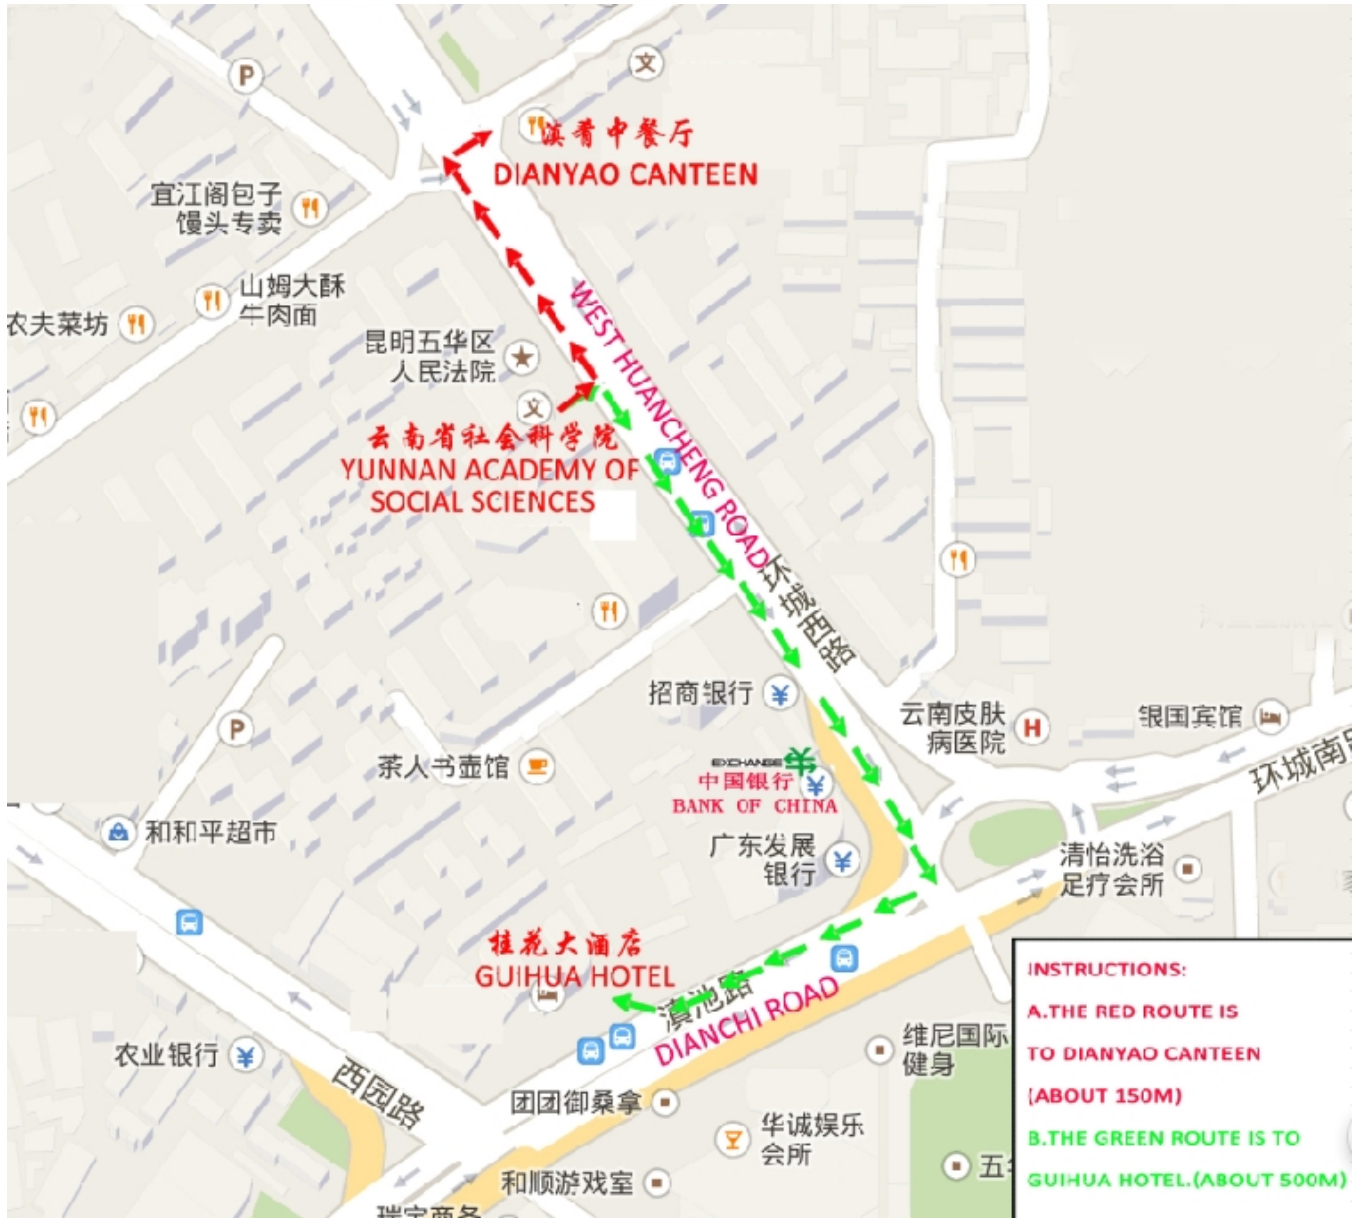 P
文
滇肴中餐厅
DIANYAO CANTEEN
宜江阁包子
馒头专卖
山姆大酥
牛肉面
农夫菜坊
昆明五华区
人民法院
文
云南省社会科学院
YUNNAN ACADEMY OF
SOCIAL SCIENCES
WEST HUANCHENG ROAD
环城西路
招商银行
¥
云南皮肤
病医院
H
银国宾馆
环城南路
P
茶人书壶馆
EXCHANGE
中国银行
¥
BANK OF CHINA
和和平超市
广东发展
银行
¥
清怡洗浴
足疗会所
桂花大酒店
GUIHUA HOTEL
滇池路
DIANCHI ROAD
农业银行
¥
西园路
维尼国际
健身
团团御桑拿
华诚娱乐
会所
五
和顺游戏室
瑞宝商务
INSTRUCTIONS:
A.THE RED ROUTE IS
TO DIANYAO CANTEEN
(ABOUT 150M)
B.THE GREEN ROUTE IS TO
GUIHUA HOTEL.(ABOUT 500M)